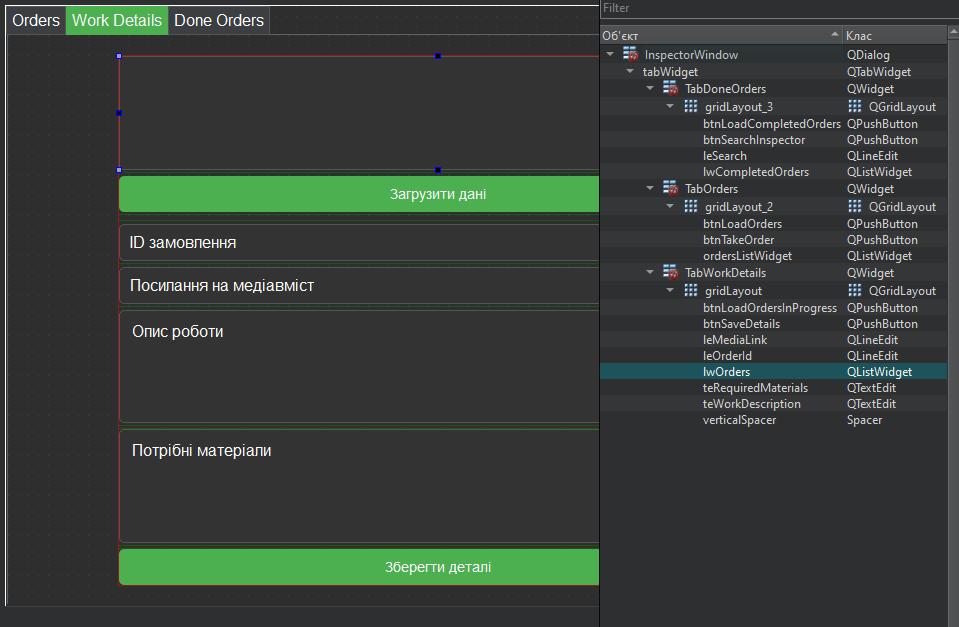 Orders Work Details Done Orders
Загрузити дані
ID замовлення
Посилання на медіавміст
Опис роботи
Потрібні матеріали
Зберегти деталі
Filter
Об'єкт Клас
InspectorWindow QDialog
tabWidget QTabWidget
TabDoneOrders QWidget
gridLayout_3 QGridLayout
btnLoadCompletedOrders QPushButton
btnSearchInspector QPushButton
leSearch QLineEdit
lwCompletedOrders QListWidget
TabOrders QWidget
gridLayout_2 QGridLayout
btnLoadOrders QPushButton
btnTakeOrder QPushButton
ordersListWidget QListWidget
TabWorkDetails QWidget
gridLayout QGridLayout
btnLoadOrdersInProgress QPushButton
btnSaveDetails QPushButton
leMediaLink QLineEdit
leOrderId QLineEdit
lwOrders QListWidget
teRequiredMaterials QTextEdit
teWorkDescription QTextEdit
verticalSpacer Spacer